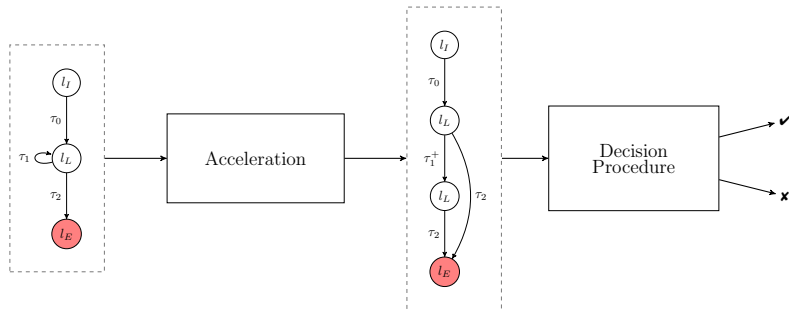 l_I
τ_0
τ_1
l_L
τ_2
l_E
Acceleration
l_I
τ_0
l_L
τ_1^+
l_L
τ_2
τ_2
l_E
Decision
Procedure
✔
✘